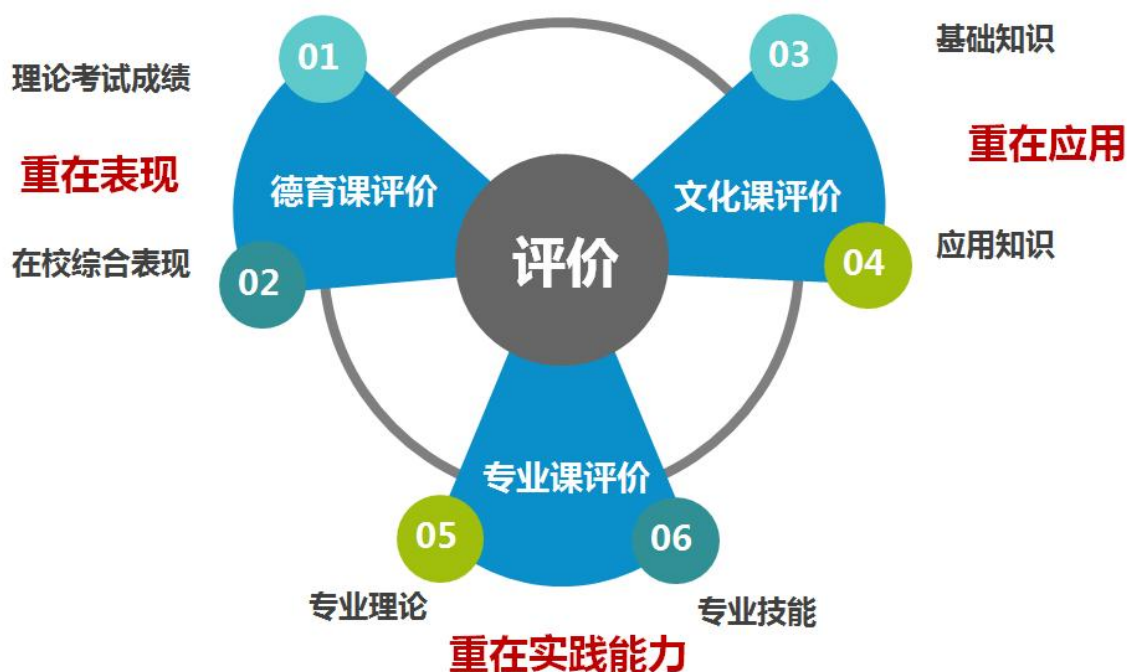 01
理论考试成绩
重在表现
德育课评价
在校综合表现
02
03
基础知识
重在应用
文化课评价
应用知识
04
评价
专业课评价
05
专业理论
06
专业技能
重在实践能力